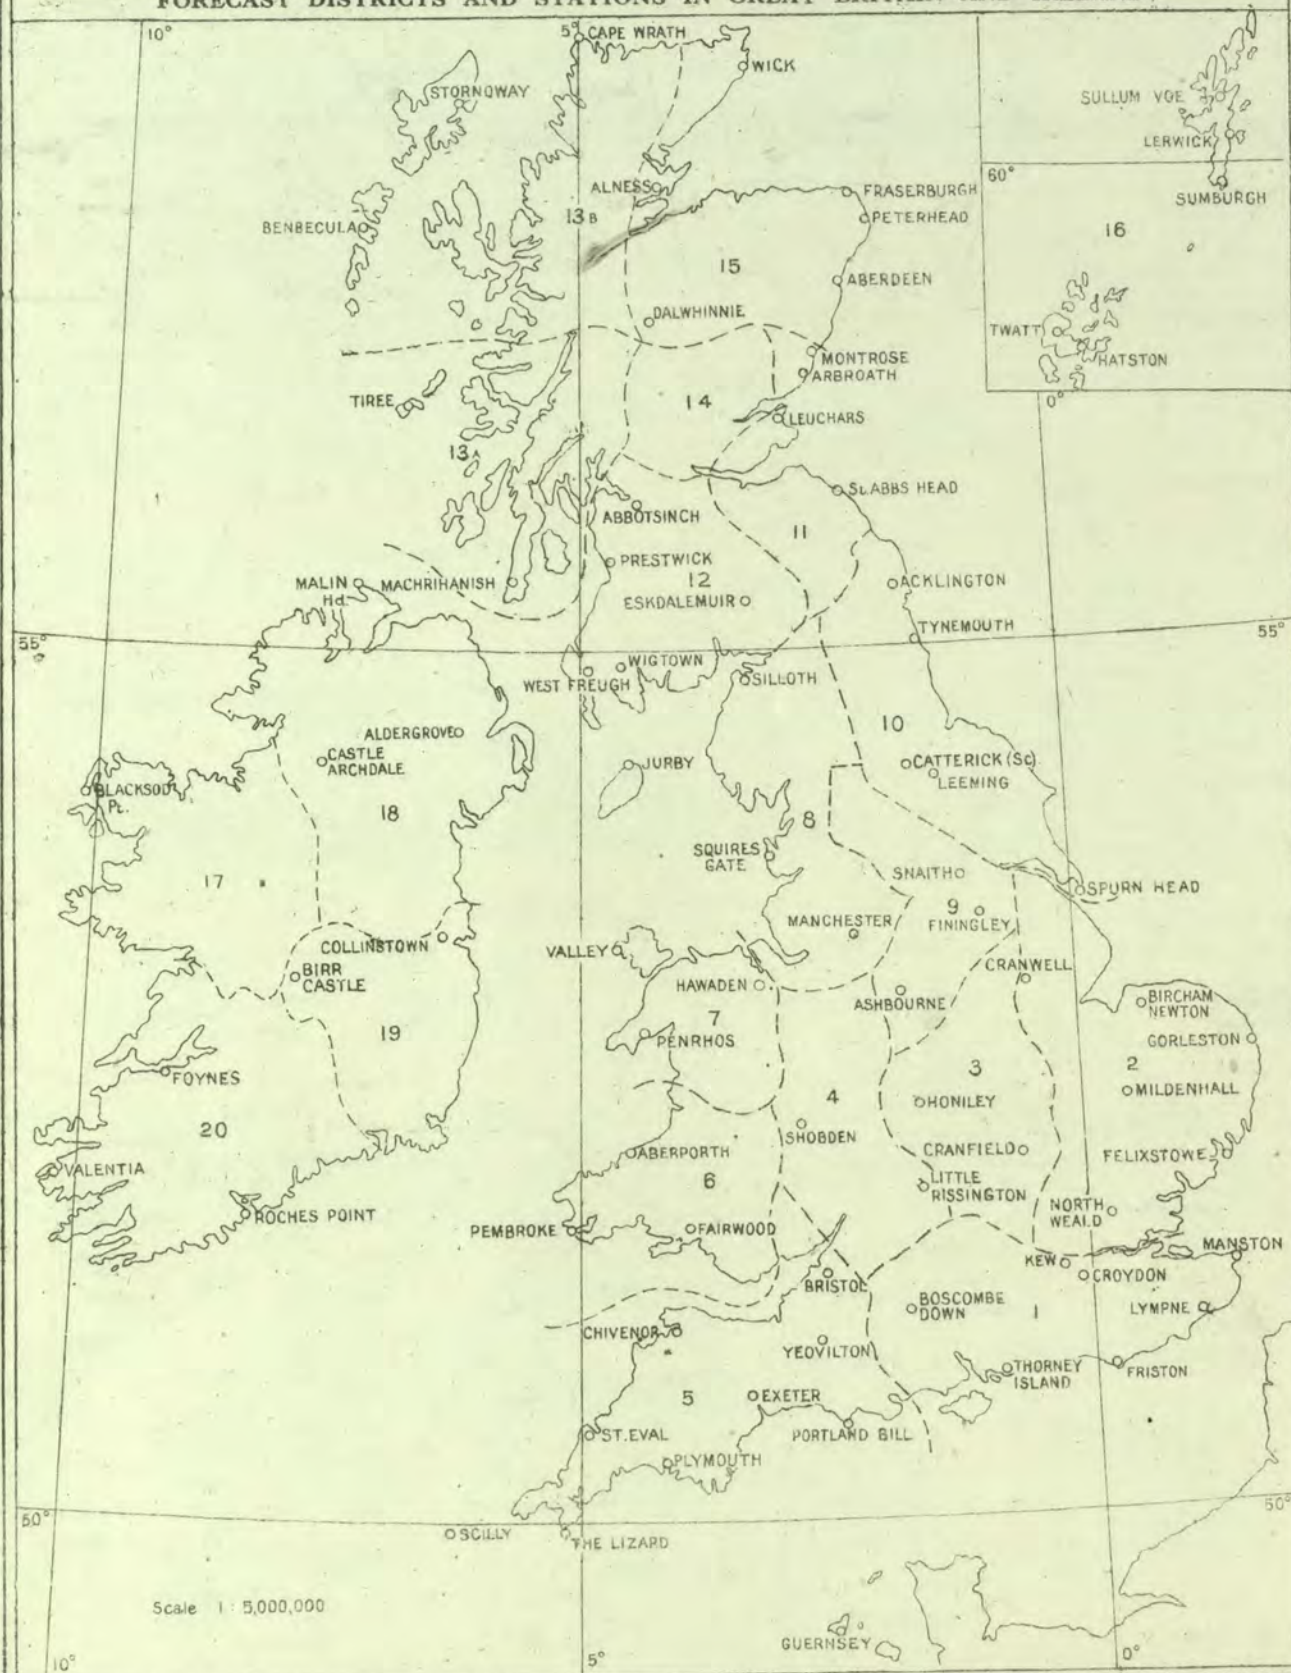 FORECAST DISTRICTS AND STATIONS IN GREAT BRITAIN AND
10°
5°
CAPE WRATH
WICK
STORNOWAY
SULLUM VOE
LERWICK
60°
SUMBURGH
ALNESS
FRASERBURGH
PETERHEAD
13B
BENBECULA
16
15
ABERDEEN
DALWHINNIE
TWATT
HATSTON
MONTROSE
ARBROATH
0°
TIREE
14
LEUCHARS
13A
St. ABBS HEAD
ABBOTSINCH
11
PRESTWICK
12
MALIN
Hd.
MACHRIHANISH
ESKDALEMUIR
ACKLINGTON
TYNEMOUTH
55°
55°
WIGTOWN
WEST FREUGH
SILLOTH
10
ALDERGROVE
CASTLE
ARCHDALE
JURBY
CATTERICK (Sc)
LEEMING
BLACKSOD
Pt.
18
8
SQUIRES
GATE
SNAITH
17
SPURN HEAD
9
FININGLEY
MANCHESTER
COLLINSTOWN
VALLEY
CRANWELL
BIRR
CASTLE
HAWADEN
ASHBOURNE
BIRCHAM
NEWTON
7
PENRHOS
19
GORLESTON
FOYNES
3
2
MILDENHALL
4
HONILEY
20
SHOBDEN
ABERPORTH
CRANFIELD
FELIXSTOWE
VALENTIA
6
LITTLE
RISSINGTON
NORTH
WEALD
ROCHES POINT
PEMBROKE
FAIRWOOD
KEW
MANSTON
CROYDON
BRISTOL
BOSCOMBE
DOWN
1
LYMPNE
CHIVENOR
YEOVILTON
THORNEY
ISLAND
FRISTON
5
EXETER
ST. EVAL
PORTLAND BILL
PLYMOUTH
50°
50°
SCILLY
THE LIZARD
Scale 1 : 5,000,000
GUERNSEY
10°
5°
0°